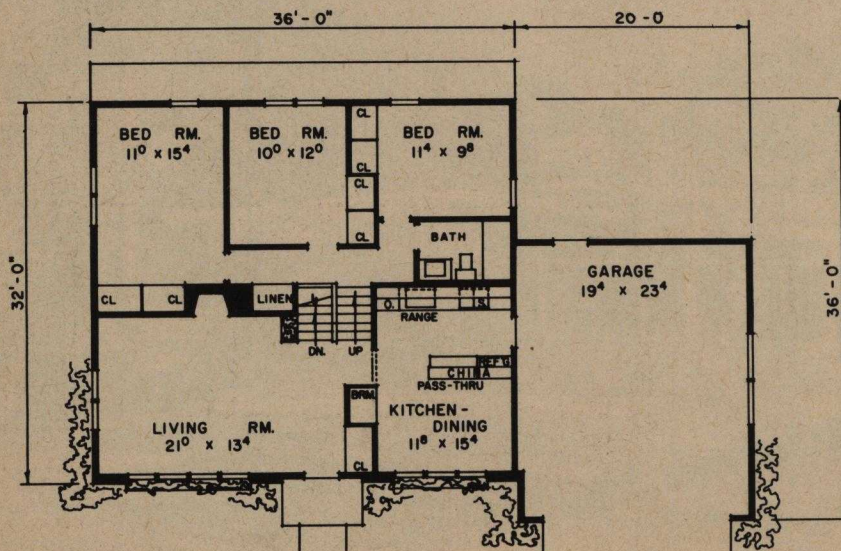 36'-0"
20-0
BED RM.
11⁰ x 15⁴
BED RM.
10⁰ x 12⁰
CL
CL
CL
CL
BED RM.
11⁴ x 9⁸
BATH
32'-0"
36'-0"
GARAGE
19⁴ x 23⁴
CL
CL
LINEN
DN.
UP
O.
RANGE
S.
REF'G
CHINA
PASS-THRU
BRM.
KITCHEN-
DINING
11⁸ x 15⁴
LIVING RM.
21⁰ x 13⁴
CL